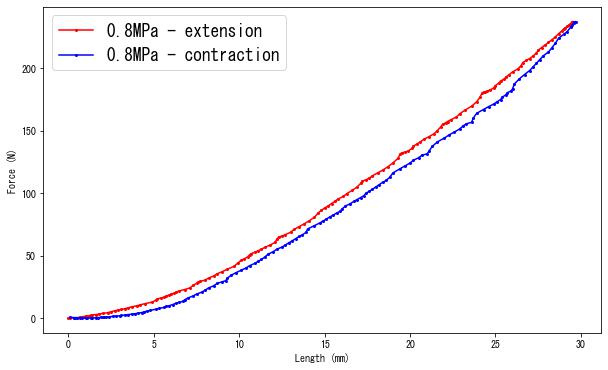 0.8MPa - extension
0.8MPa - contraction
200
150
100
50
0
Force (N)
0 5 10 15 20 25 30
Length (mm)